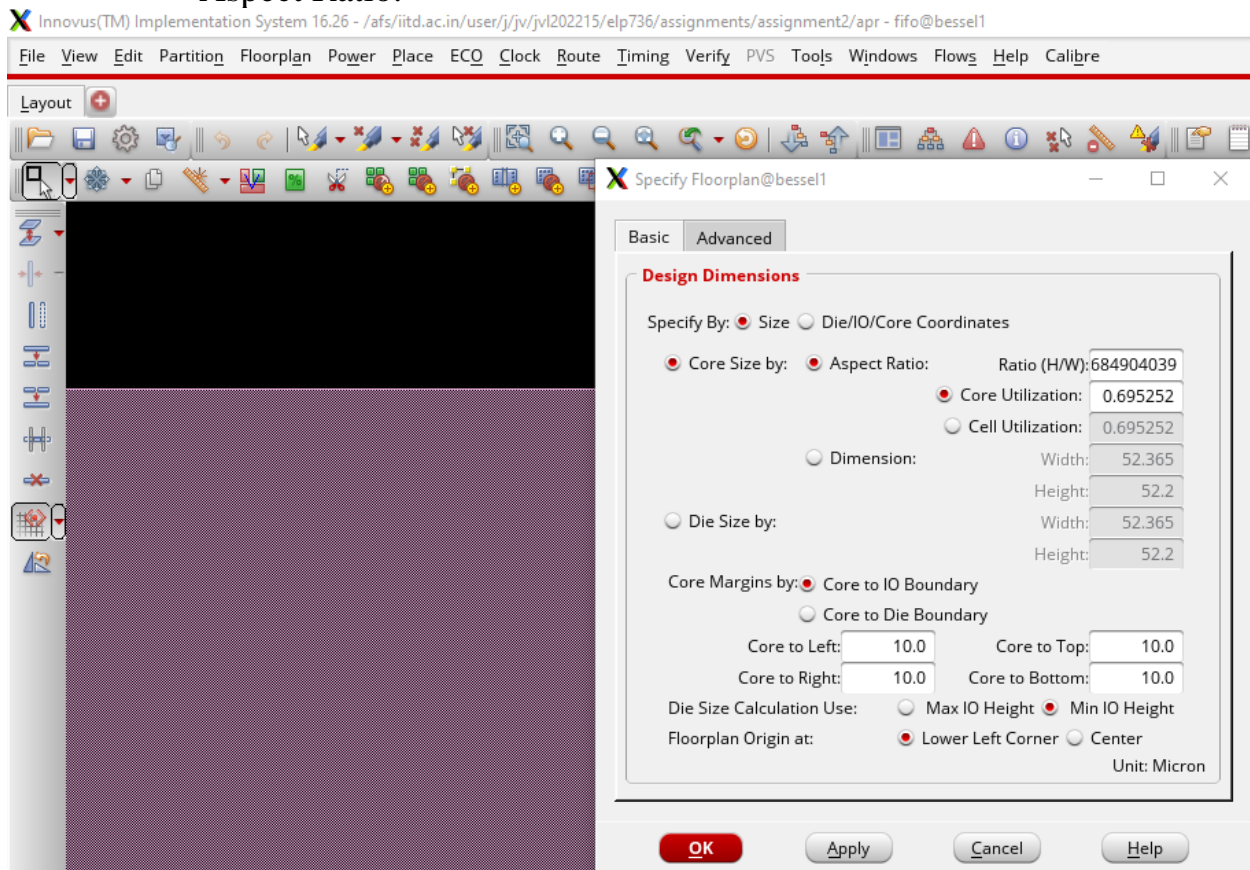 Aspect Ratio:
Innovus(TM) Implementation System 16.26 - /afs/iitd.ac.in/user/j/jv/jvl202215/elp736/assignments/assignment2/apr - fifo@bessel1
File View Edit Partition Floorplan Power Place ECO Clock Route Timing Verify PVS Tools Windows Flows Help Calibre
Layout
Specify Floorplan@bessel1
Basic Advanced
Design Dimensions
Specify By: Size Die/IO/Core Coordinates
Core Size by: Aspect Ratio: Ratio (H/W): 684904039
Core Utilization: 0.695252
Cell Utilization: 0.695252
Dimension: Width: 52.365
Height: 52.2
Die Size by: Width: 52.365
Height: 52.2
Core Margins by: Core to IO Boundary
Core to Die Boundary
Core to Left: 10.0 Core to Top: 10.0
Core to Right: 10.0 Core to Bottom: 10.0
Die Size Calculation Use: Max IO Height Min IO Height
Floorplan Origin at: Lower Left Corner Center
Unit: Micron
OK Apply Cancel Help